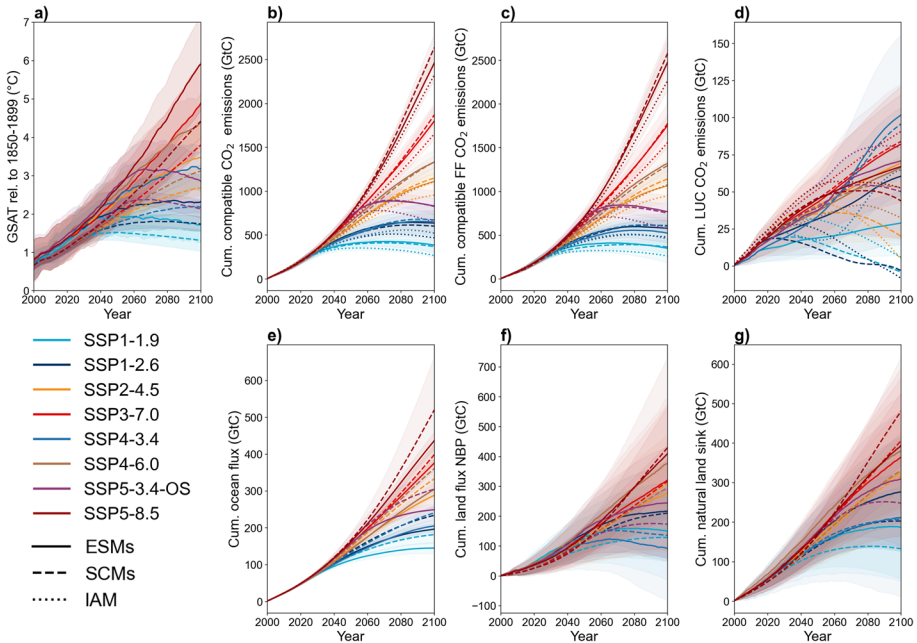 a)
b)
c)
d)
GSAT rel. to 1850-1899 (°C)
7
6
5
4
3
2
1
0
2000 2020 2040 2060 2080 2100
Year
Cum. compatible CO₂ emissions (GtC)
2500
2000
1500
1000
500
0
2000 2020 2040 2060 2080 2100
Year
Cum. compatible FF CO₂ emissions (GtC)
2500
2000
1500
1000
500
0
2000 2020 2040 2060 2080 2100
Year
Cum. LUC CO₂ emissions (GtC)
150
125
100
75
50
25
0
2000 2020 2040 2060 2080 2100
Year
SSP1-1.9
SSP1-2.6
SSP2-4.5
SSP3-7.0
SSP4-3.4
SSP4-6.0
SSP5-3.4-OS
SSP5-8.5
ESMs
SCMs
IAM
e)
f)
g)
Cum. ocean flux (GtC)
600
500
400
300
200
100
0
2000 2020 2040 2060 2080 2100
Year
Cum. land flux NBP (GtC)
700
600
500
400
300
200
100
0
−100
2000 2020 2040 2060 2080 2100
Year
Cum. natural land sink (GtC)
600
500
400
300
200
100
0
2000 2020 2040 2060 2080 2100
Year